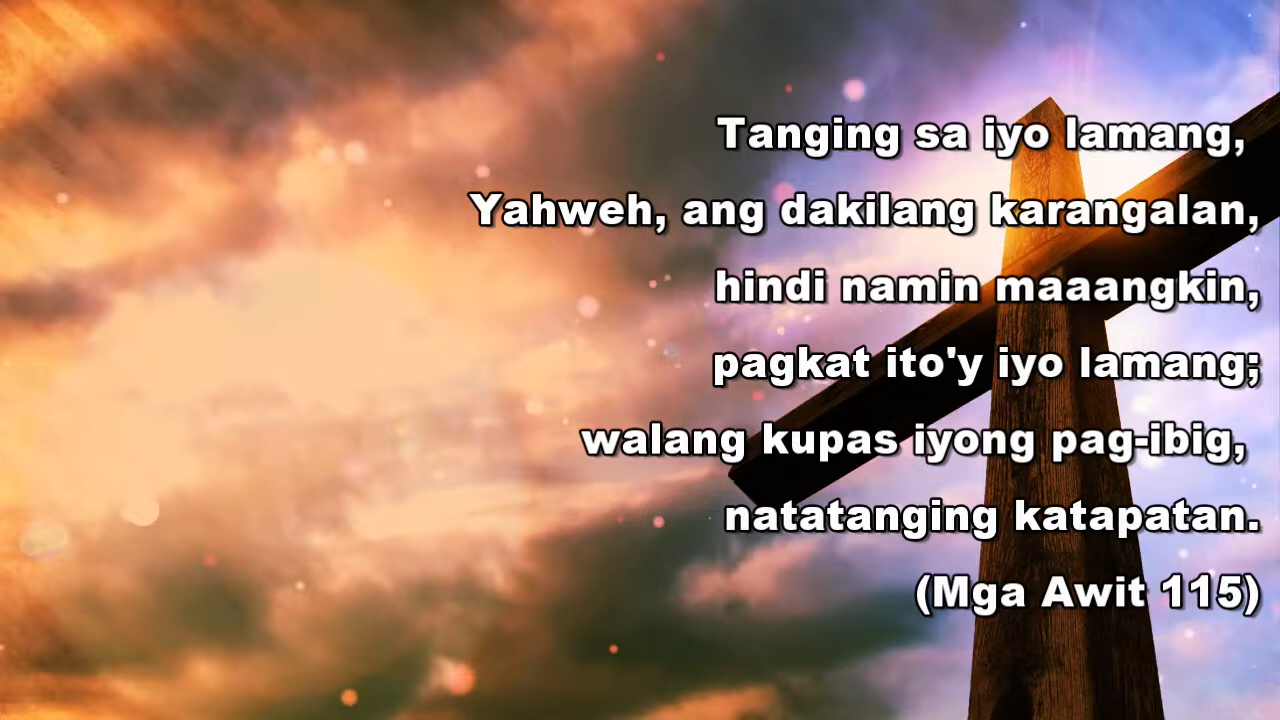 Tanging sa iyo lamang,
Yahweh, ang dakilang karangalan,
hindi namin maaangkin,
pagkat ito'y iyo lamang;
walang kupas iyong pag-ibig,
natatanging katapatan.
(Mga Awit 115)